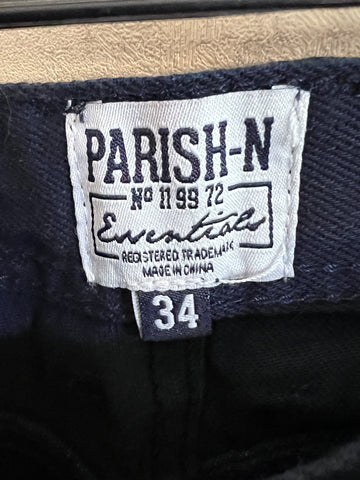 PARISH-N
Nº 11 99 72
Essentials
REGISTERED TRADEMARK
MADE IN CHINA
34